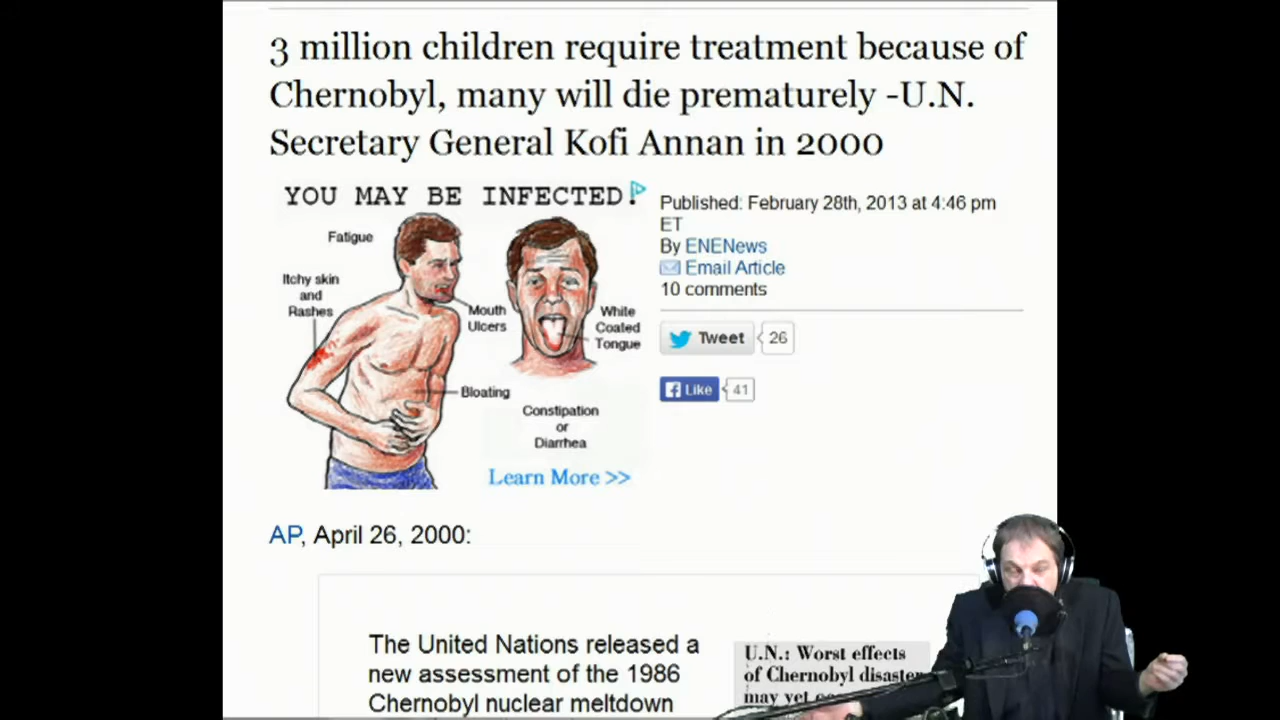 3 million children require treatment because of
Chernobyl, many will die prematurely -U.N.
Secretary General Kofi Annan in 2000
YOU MAY BE INFECTED!
Fatigue
Itchy skin
and
Rashes
Mouth
Ulcers
White
Coated
Tongue
Bloating
Constipation
or
Diarrhea
Learn More >>
Published: February 28th, 2013 at 4:46 pm
ET
By ENENews
Email Article
10 comments
Tweet 26
Like 41
AP, April 26, 2000:
The United Nations released a
new assessment of the 1986
Chernobyl nuclear meltdown
U.N.: Worst effects
of Chernobyl disaster
may yet